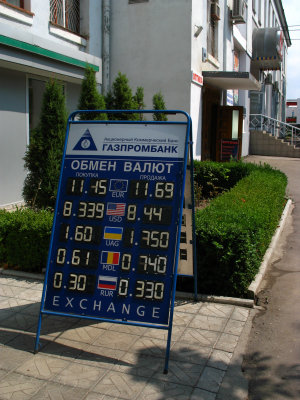 Акционерный Коммерческий Банк
ГАЗПРОМБАНК
ОБМЕН ВАЛЮТ
ПОКУПКА ПРОДАЖА
11.15 EUR 11.69
8.339 USD 8.44
1.60 UAG 1.750
0.61 MDL 0.740
0.30 RUR 0.330
EXCHANGE